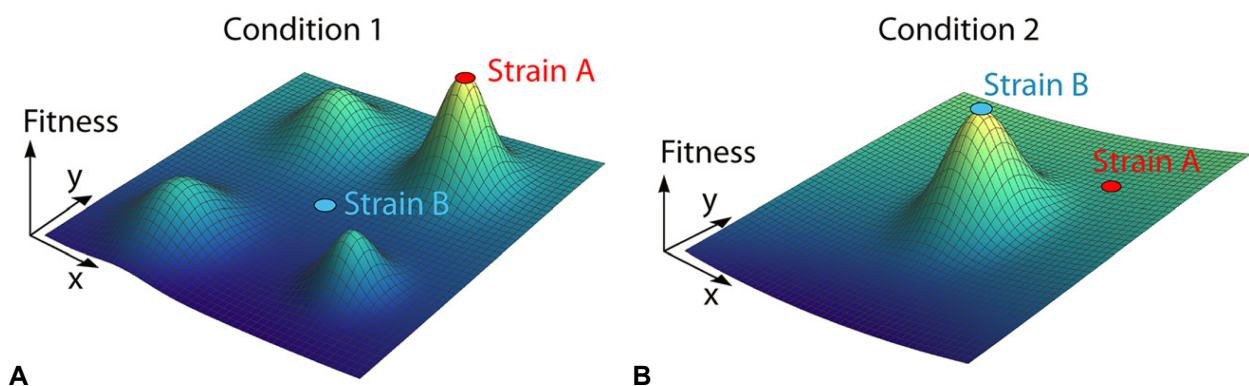 Condition 1
Strain A
Fitness
y
Strain B
x
A
Condition 2
Strain B
Fitness
Strain A
y
x
B